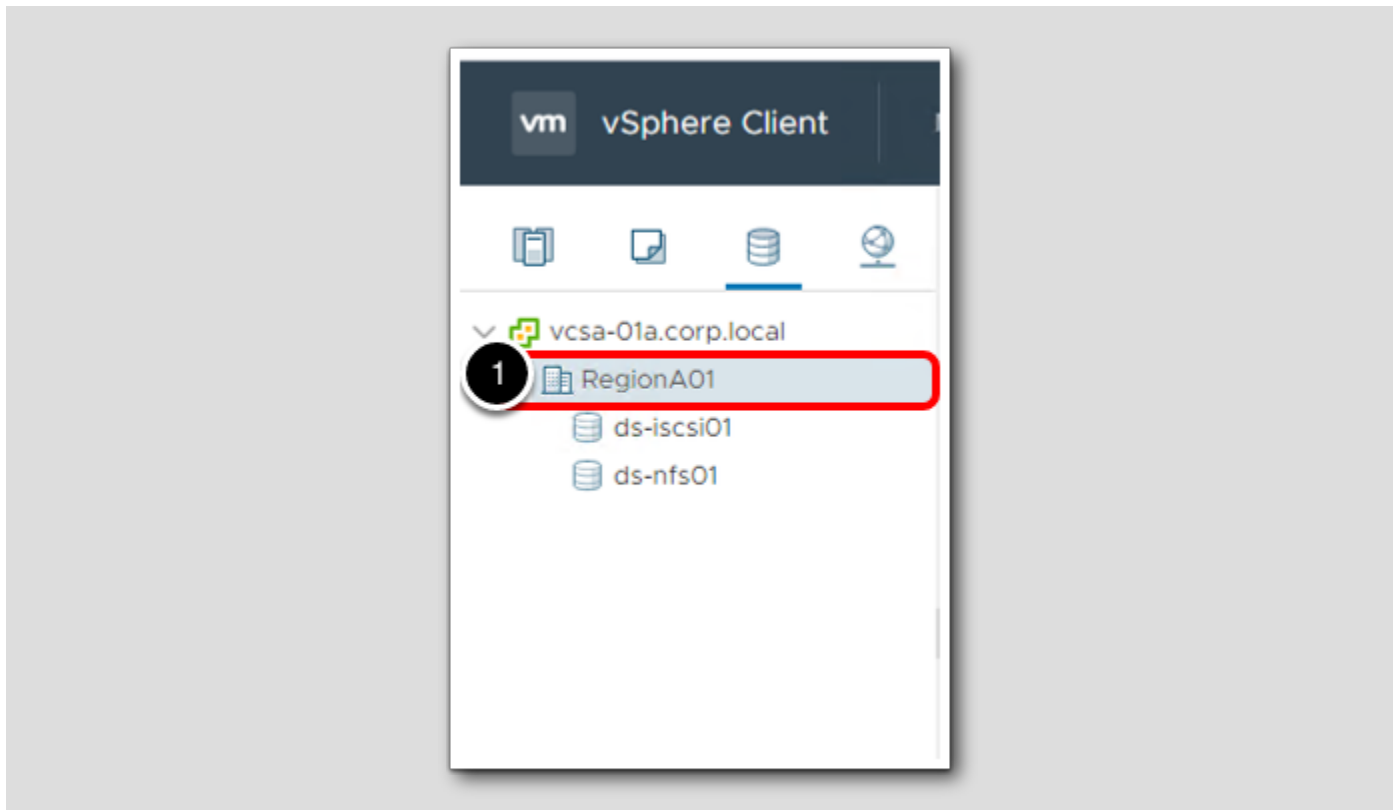 vm vSphere Client
vcsa-01a.corp.local
1 RegionA01
ds-iscsi01
ds-nfs01